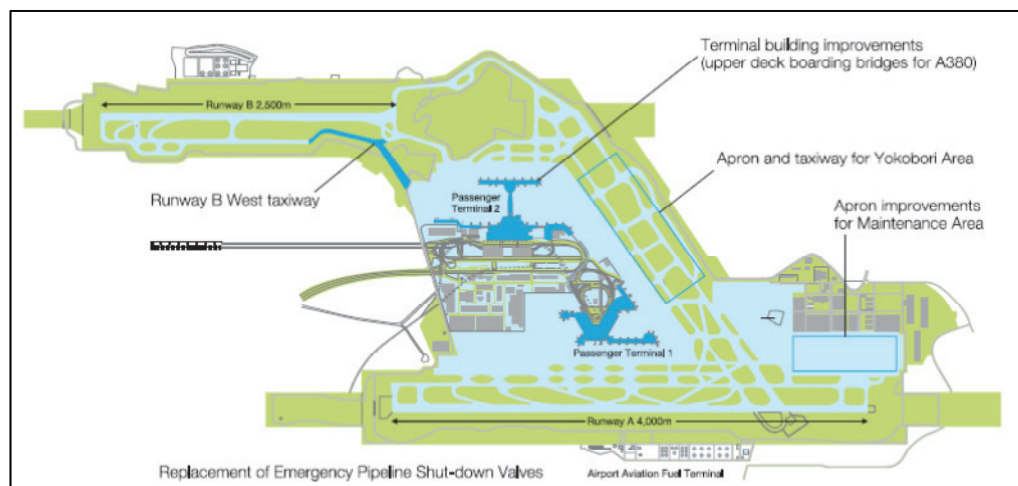 Terminal building improvements
(upper deck boarding bridges for A380)
Runway B 2,500m
Apron and taxiway for Yokobori Area
Runway B West taxiway
Passenger
Terminal 2
Apron improvements
for Maintenance Area
Passenger Terminal 1
Runway A 4,000m
Replacement of Emergency Pipeline Shut-down Valves
Airport Aviation Fuel Terminal